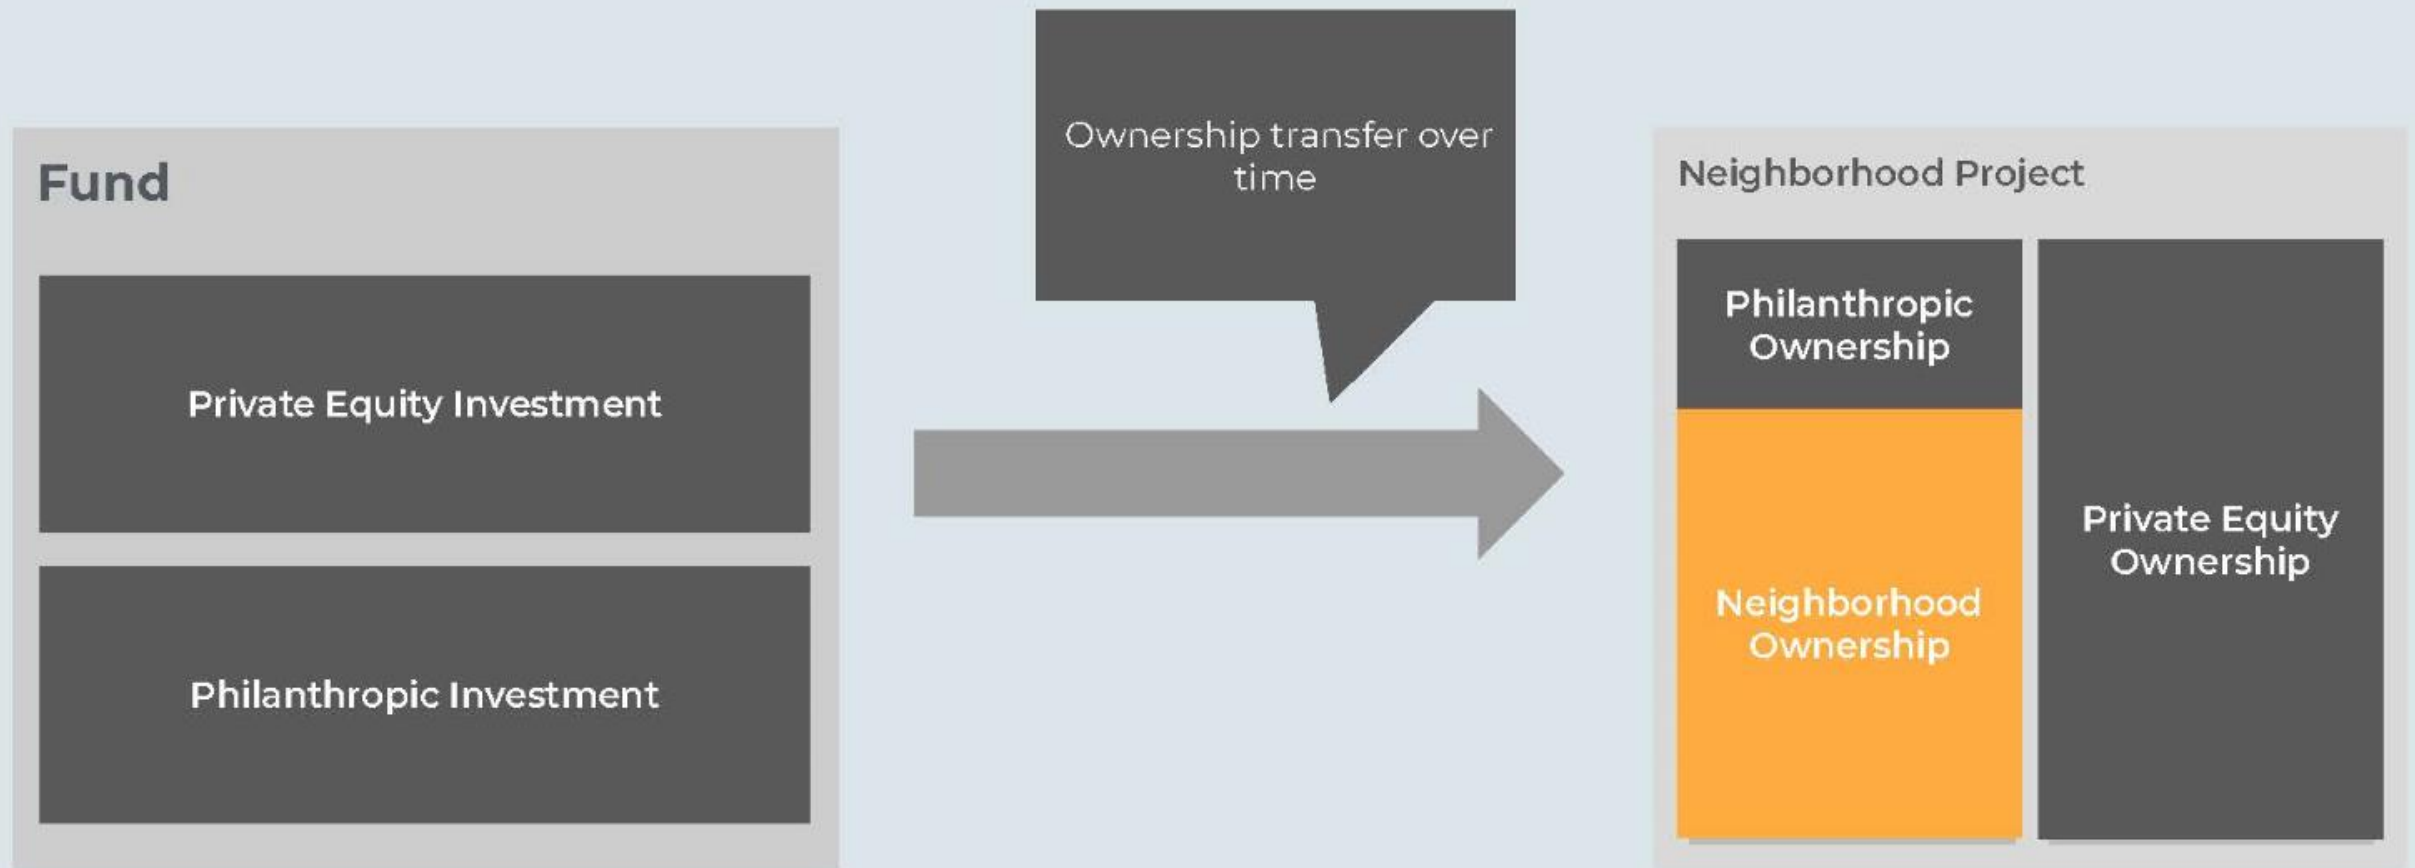 Fund
Private Equity Investment
Philanthropic Investment
Ownership transfer over
time
Neighborhood Project
Philanthropic
Ownership
Neighborhood
Ownership
Private Equity
Ownership